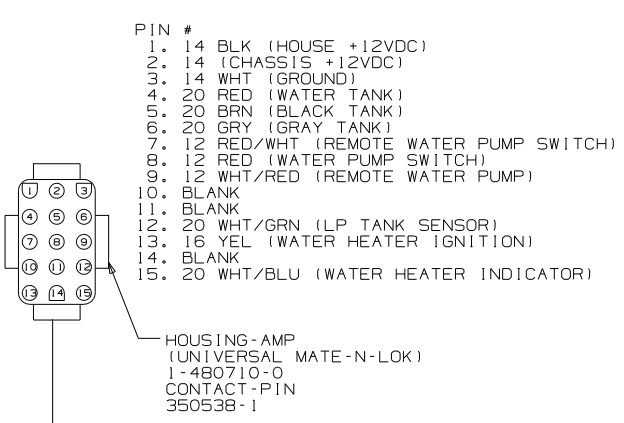 PIN #
1. 14 BLK (HOUSE +12VDC)
2. 14 (CHASSIS +12VDC)
3. 14 WHT (GROUND)
4. 20 RED (WATER TANK)
5. 20 BRN (BLACK TANK)
6. 20 GRY (GRAY TANK)
7. 12 RED/WHT (REMOTE WATER PUMP SWITCH)
8. 12 RED (WATER PUMP SWITCH)
9. 12 WHT/RED (REMOTE WATER PUMP)
10. BLANK
11. BLANK
12. 20 WHT/GRN (LP TANK SENSOR)
13. 16 YEL (WATER HEATER IGNITION)
14. BLANK
15. 20 WHT/BLU (WATER HEATER INDICATOR)
1 2 3
4 5 6
7 8 9
10 11 12
13 14 15
HOUSING-AMP
(UNIVERSAL MATE-N-LOK)
1-480710-0
CONTACT-PIN
350538-1